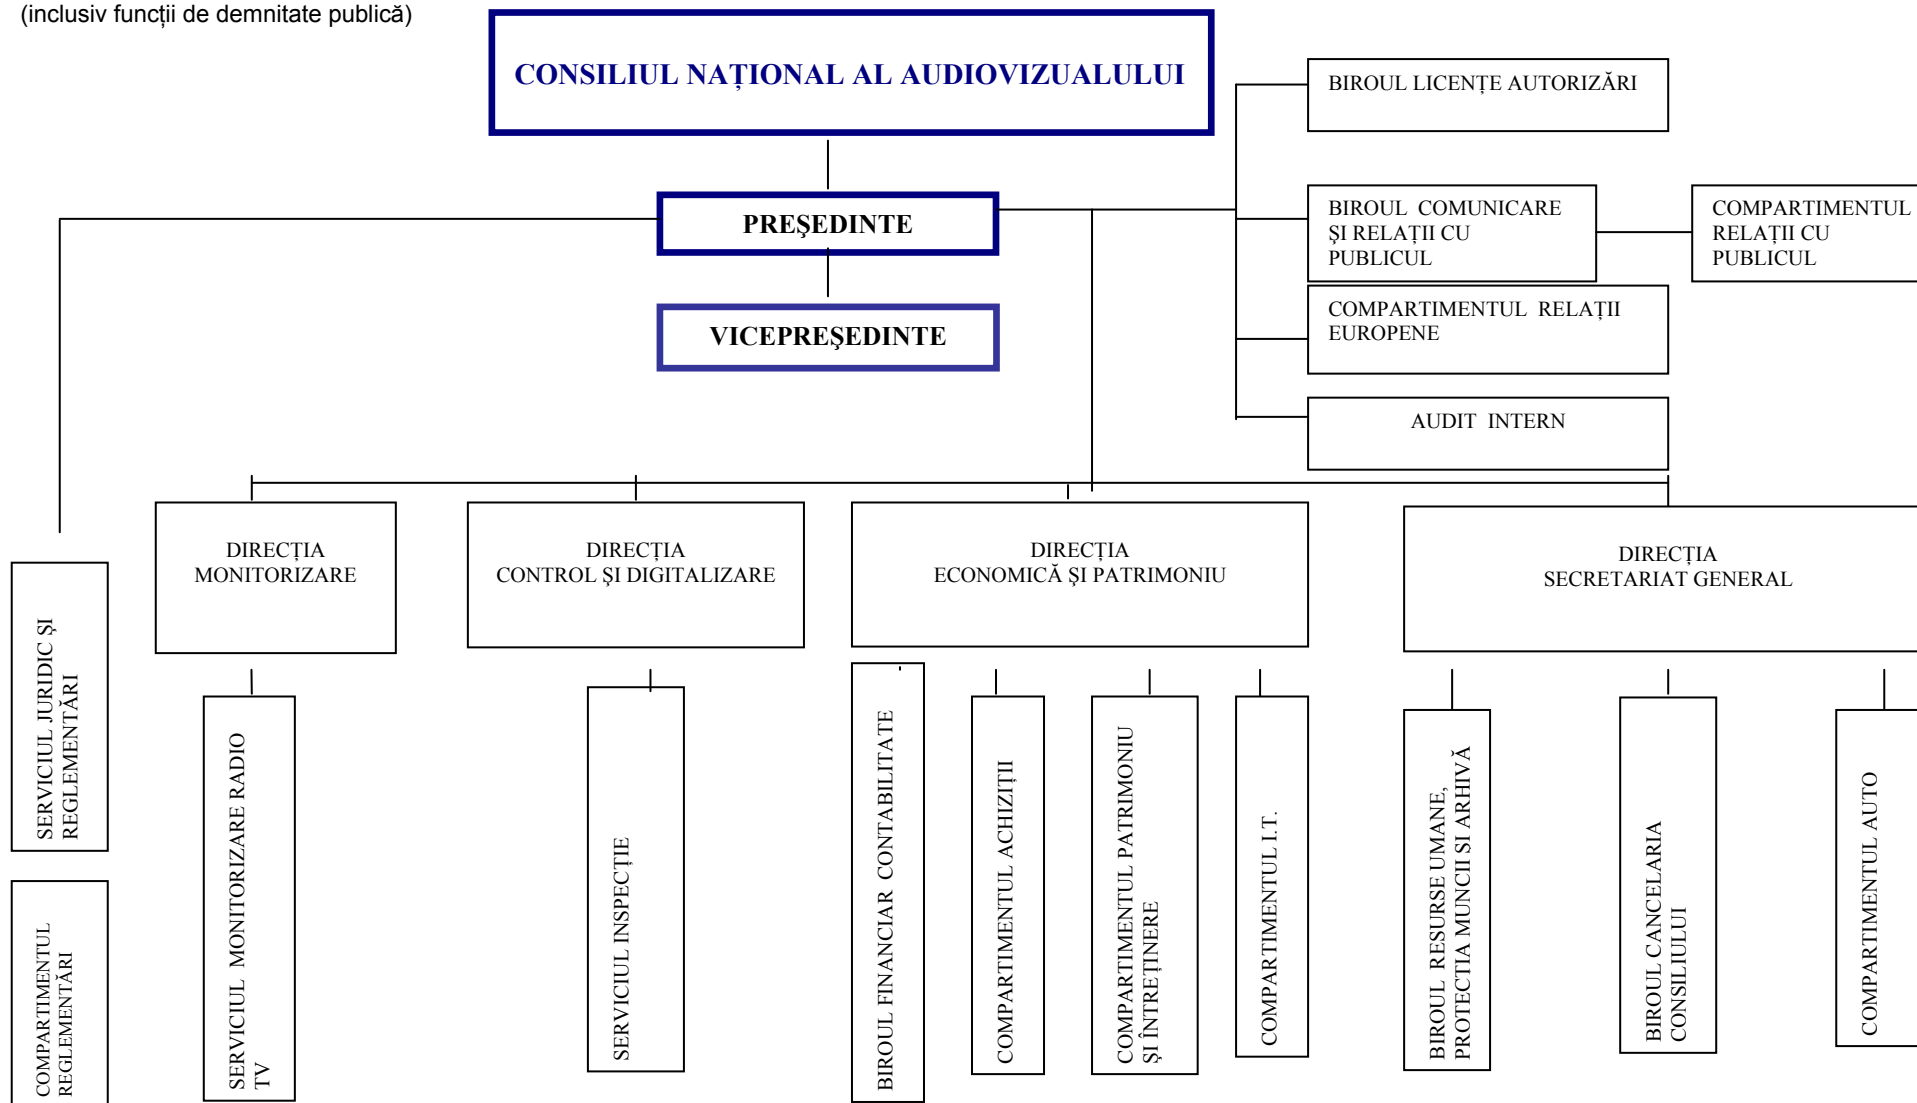 (inclusiv funcții de demnitate publică)
CONSILIUL NAȚIONAL AL AUDIOVIZUALULUI
BIROUL LICENȚE AUTORIZĂRI
PREŞEDINTE
BIROUL COMUNICARE
ŞI RELAȚII CU
PUBLICUL
COMPARTIMENTUL
RELAȚII CU
PUBLICUL
VICEPREŞEDINTE
COMPARTIMENTUL RELAȚII
EUROPENE
AUDIT INTERN
DIRECȚIA
MONITORIZARE
DIRECȚIA
CONTROL ŞI DIGITALIZARE
DIRECȚIA
ECONOMICĂ ŞI PATRIMONIU
DIRECȚIA
SECRETARIAT GENERAL
SERVICIUL JURIDIC ŞI
REGLEMENTĂRI
COMPARTIMENTUL
REGLEMENTĂRI
SERVICIUL MONITORIZARE RADIO
TV
SERVICIUL INSPECȚIE
BIROUL FINANCIAR CONTABILITATE
COMPARTIMENTUL ACHIZIȚII
COMPARTIMENTUL PATRIMONIU
ŞI ÎNTREȚINERE
COMPARTIMENTUL I.T.
BIROUL RESURSE UMANE,
PROTECTIA MUNCII SI ARHIVĂ
BIROUL CANCELARIA
CONSILIULUI
COMPARTIMENTUL AUTO